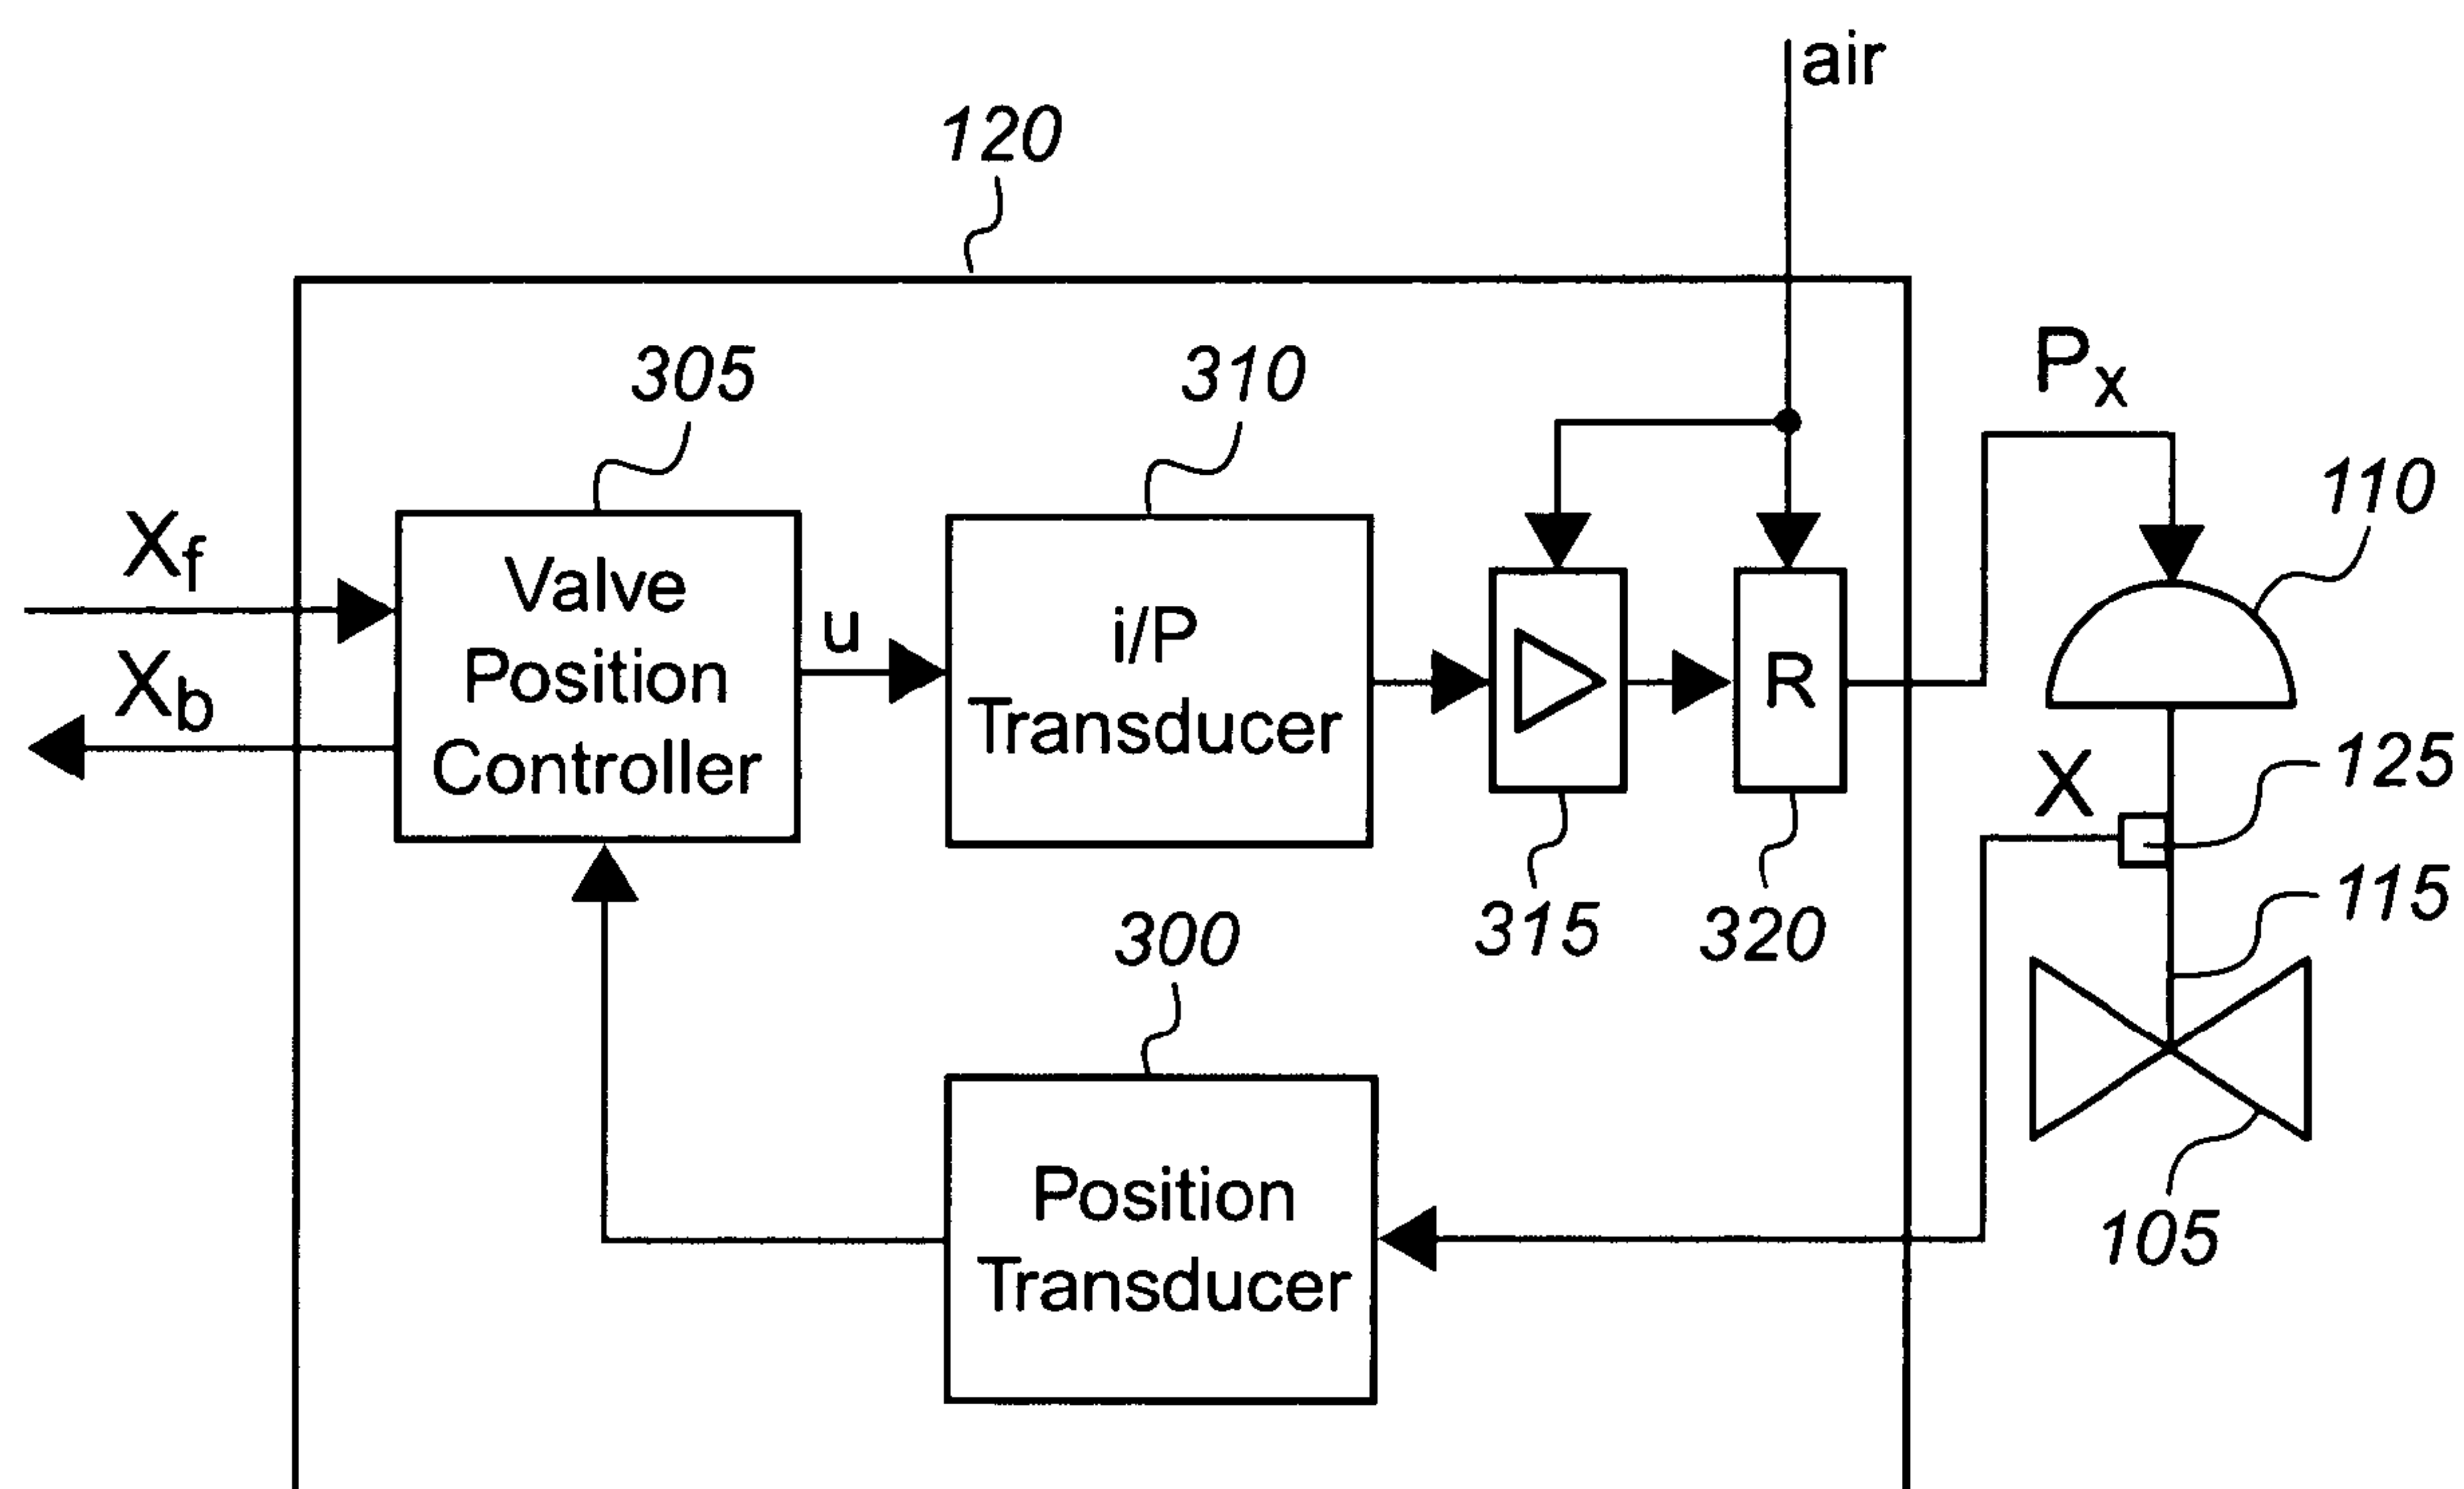 air
120
305
310
Px
110
Xf
Xb
Valve
Position
Controller
u
i/P
Transducer
R
X
125
115
315
320
300
105
Position
Transducer